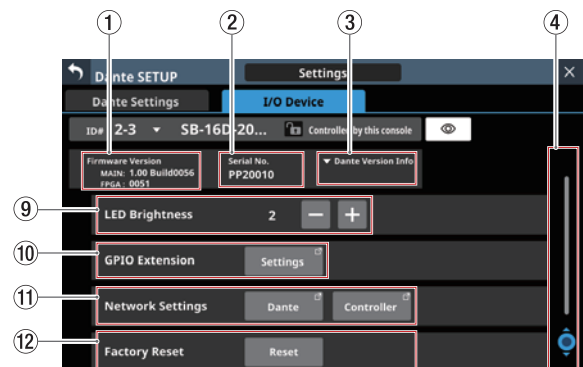 ① ② ③ ④
Dante SETUP Settings ×
Dante Settings I/O Device
ID# 2-3 SB-16D-20... Controlled by this console
Firmware Version
MAIN: 1.00 Build0056
FPGA : 0051
Serial No.
PP20010
▼ Dante Version Info
⑨ LED Brightness 2 − +
⑩ GPIO Extension Settings
⑪ Network Settings Dante Controller
⑫ Factory Reset Reset